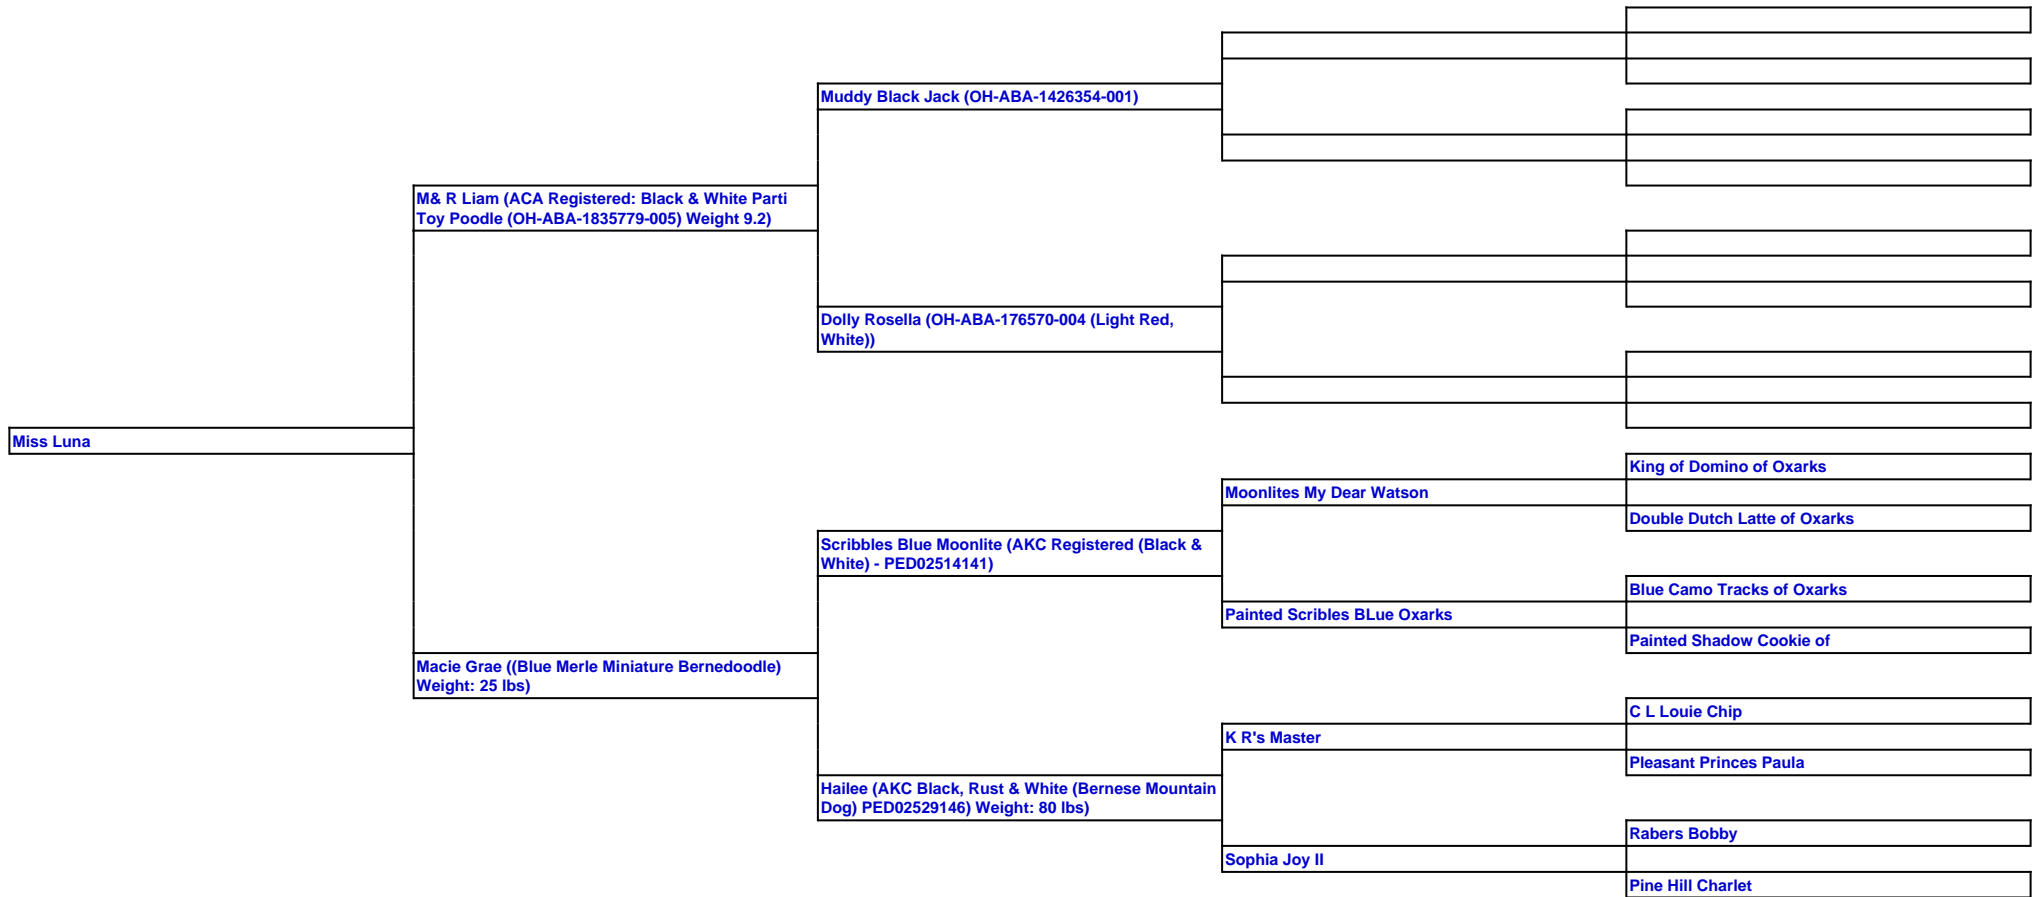 Miss Luna
M& R Liam (ACA Registered: Black & White Parti
Toy Poodle (OH-ABA-1835779-005) Weight 9.2)
Macie Grae ((Blue Merle Miniature Bernedoodle)
Weight: 25 lbs)
Muddy Black Jack (OH-ABA-1426354-001)
Dolly Rosella (OH-ABA-176570-004 (Light Red,
White))
Scribbles Blue Moonlite (AKC Registered (Black &
White) - PED02514141)
Hailee (AKC Black, Rust & White (Bernese Mountain
Dog) PED02529146) Weight: 80 lbs)
Moonlites My Dear Watson
Painted Scribles BLue Oxarks
K R's Master
Sophia Joy II
King of Domino of Oxarks
Double Dutch Latte of Oxarks
Blue Camo Tracks of Oxarks
Painted Shadow Cookie of
C L Louie Chip
Pleasant Princes Paula
Rabers Bobby
Pine Hill Charlet